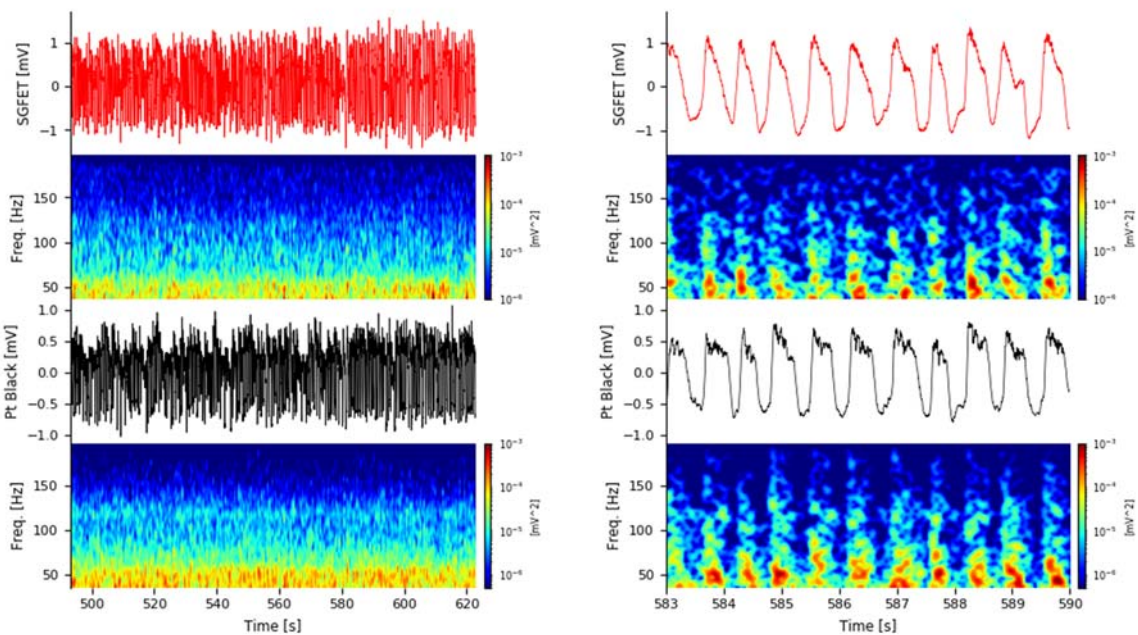 SGFET [mV]
1
0
−1
Freq. [Hz]
150
100
50
10⁻³
10⁻⁴
10⁻⁵
10⁻⁶
[mV^2]
Pt Black [mV]
1.0
0.5
0.0
−0.5
−1.0
Freq. [Hz]
150
100
50
10⁻³
10⁻⁴
10⁻⁵
10⁻⁶
[mV^2]
500 520 540 560 580 600 620
Time [s]
SGFET [mV]
1
0
−1
Freq. [Hz]
150
100
50
10⁻³
10⁻⁴
10⁻⁵
10⁻⁶
[mV^2]
Pt Black [mV]
1.0
0.5
0.0
−0.5
−1.0
Freq. [Hz]
150
100
50
10⁻³
10⁻⁴
10⁻⁵
10⁻⁶
[mV^2]
583 584 585 586 587 588 589 590
Time [s]